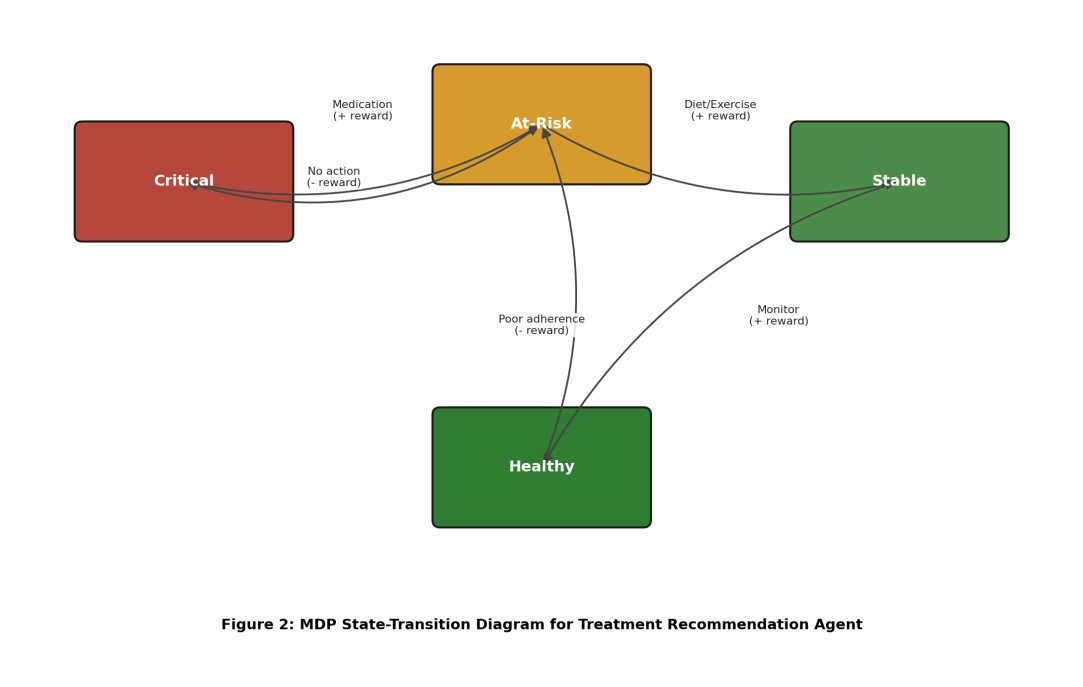 Medication
(+ reward)
At-Risk
Diet/Exercise
(+ reward)
Critical
No action
(- reward)
Stable
Poor adherence
(- reward)
Monitor
(+ reward)
Healthy
Figure 2: MDP State-Transition Diagram for Treatment Recommendation Agent